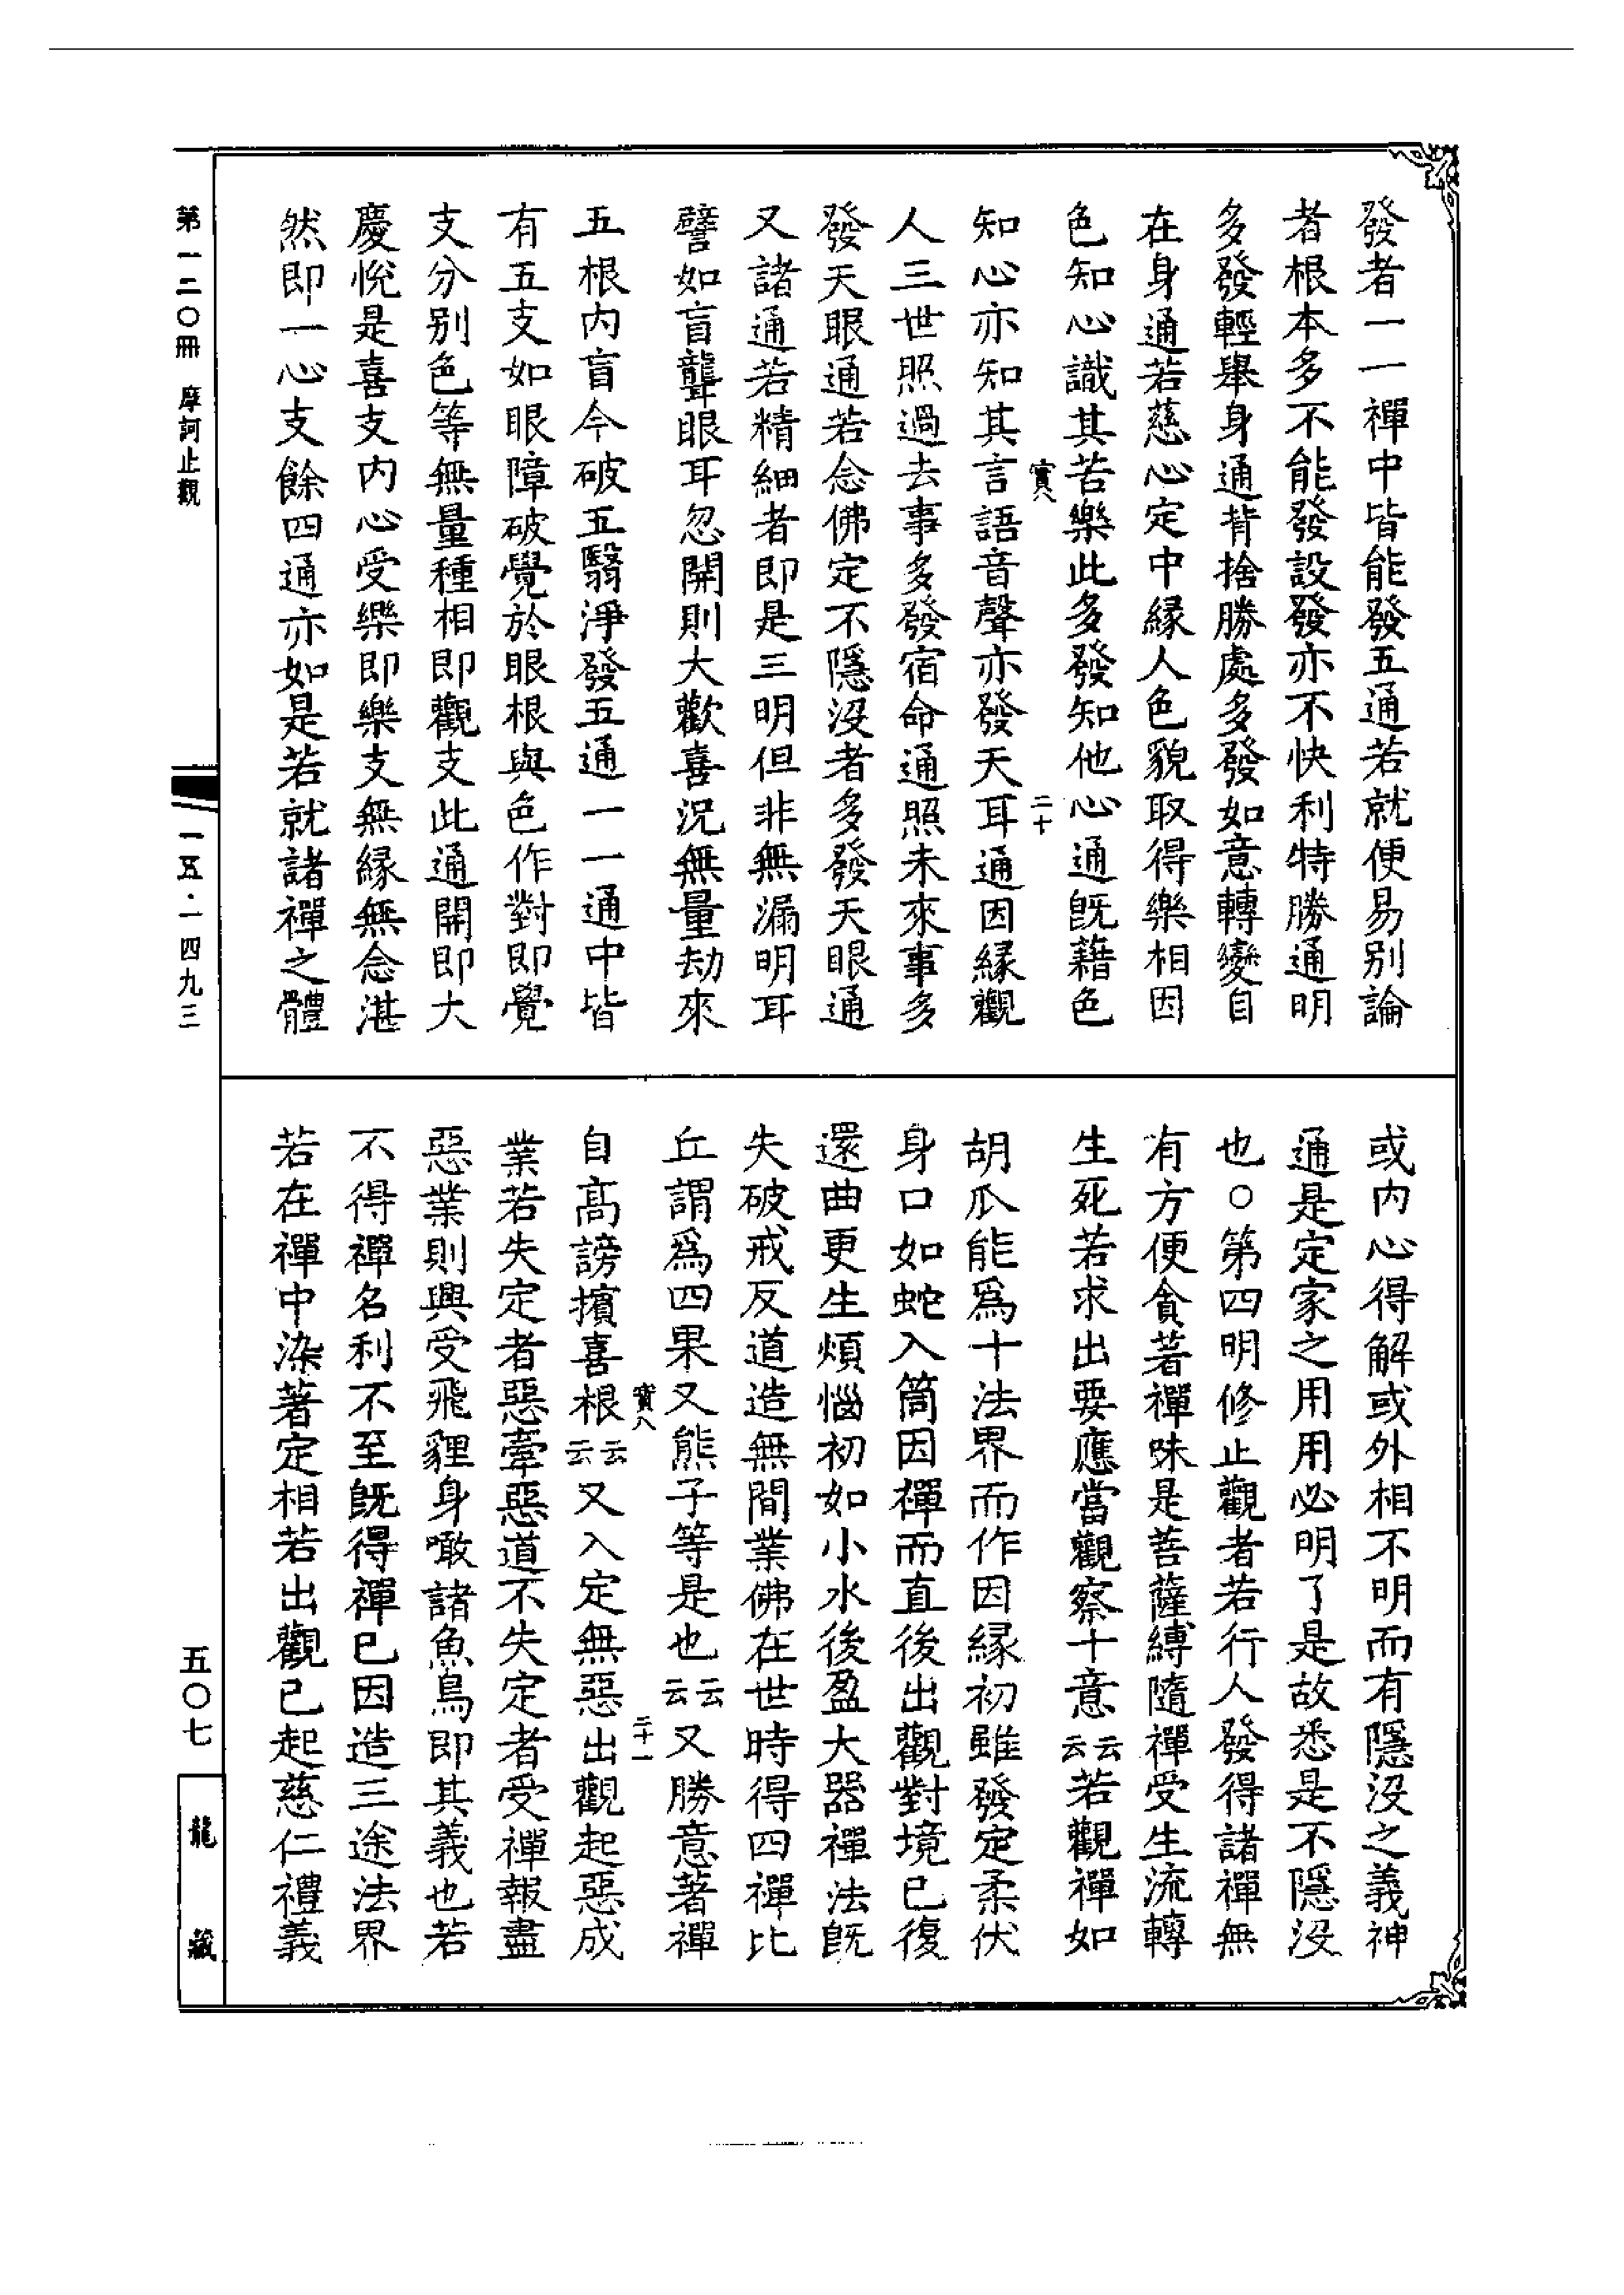 發者一一禪中皆能發五通若就便易别論
者根本多不能發設發亦不快利特勝通明
多發輕舉身通背捨勝處多發如意轉變自
在身通若慈心定中緣人色貌取得樂相因
色知心識其苦樂此多發知他心通旣藉色
寶八
二十
知心亦知其言語音聲亦發天耳通因緣觀
人三世照過去事多發宿命通照未來事多
發天眼通若念佛定不隱沒者多發天眼通
又諸通若精細者即是三明但非無漏明耳
譬如盲聾眼耳忽開則大歡喜況無量劫來
五根內盲今破五翳淨發五通一一通中皆
有五支如眼障破覺於眼根與色作對即覺
支分别色等無量種相即觀支此通開即大
慶悅是喜支內心受樂即樂支無緣無念湛
然即一心支餘四通亦如是若就諸禪之體
或內心得解或外相不明而有隱沒之義神
通是定家之用用必明了是故悉是不隱沒
也○第四明修止觀者若行人發得諸禪無
有方便貪著禪味是菩薩縛隨禪受生流轉
生死若求出要應當觀察十意云云若觀禪如
胡瓜能爲十法界而作因緣初雖發定柔伏
身口如蛇入筒因禪而直後出觀對境已復
還曲更生煩惱初如小水後盈大器禪法旣
失破戒反道造無間業佛在世時得四禪比
丘謂爲四果又熊子等是也云云又勝意著禪
寶八
二十一
自高謗擯喜根云云又入定無惡出觀起惡成
業若失定者惡牽惡道不失定者受禪報盡
惡業則興受飛貍身噉諸魚鳥即其義也若
不得禪名利不至旣得禪已因造三途法界
若在禪中染著定相若出觀已起慈仁禮義
第一二〇冊 摩訶止觀
一五·一四九三
五〇七
龍藏